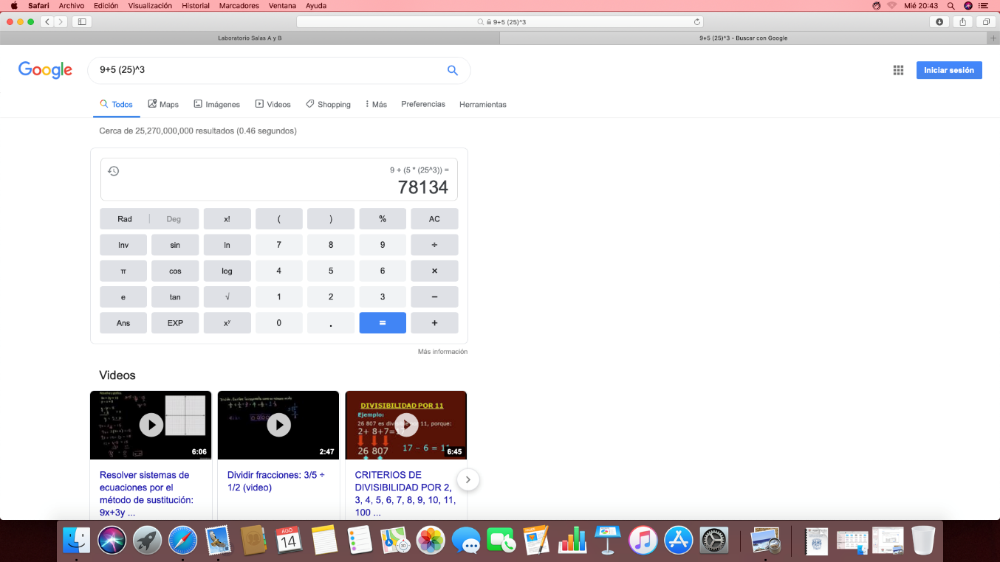 Safari Archivo Edición Visualización Historial Marcadores Ventana Ayuda Mié 20:43
9+5 (25)^3
Laboratorio Salas A y B
9+5 (25)^3 - Buscar con Google
Google
9+5 (25)^3
Iniciar sesión
Todos Maps Imágenes Videos Shopping Más Preferencias Herramientas
Cerca de 25,270,000,000 resultados (0.46 segundos)
9 + (5 * (25^3)) =
78134
Rad Deg x! ( ) % AC
Inv sin ln 7 8 9 ÷
π cos log 4 5 6 ×
e tan √ 1 2 3 −
Ans EXP xʸ 0 . = +
Más información
Videos
6:06
2:47
DIVISIBILIDAD POR 11
Ejemplo:
26 807 es divisible por 11, porque:
2+ 8+7=17
26 807 17 - 6 = 11
6:45
Resolver sistemas de
ecuaciones por el
método de sustitución:
9x+3y ...
Dividir fracciones: 3/5 ÷
1/2 (video)
CRITERIOS DE
DIVISIBILIDAD POR 2,
3, 4, 5, 6, 7, 8, 9, 10, 11,
100 ...
AGO
14